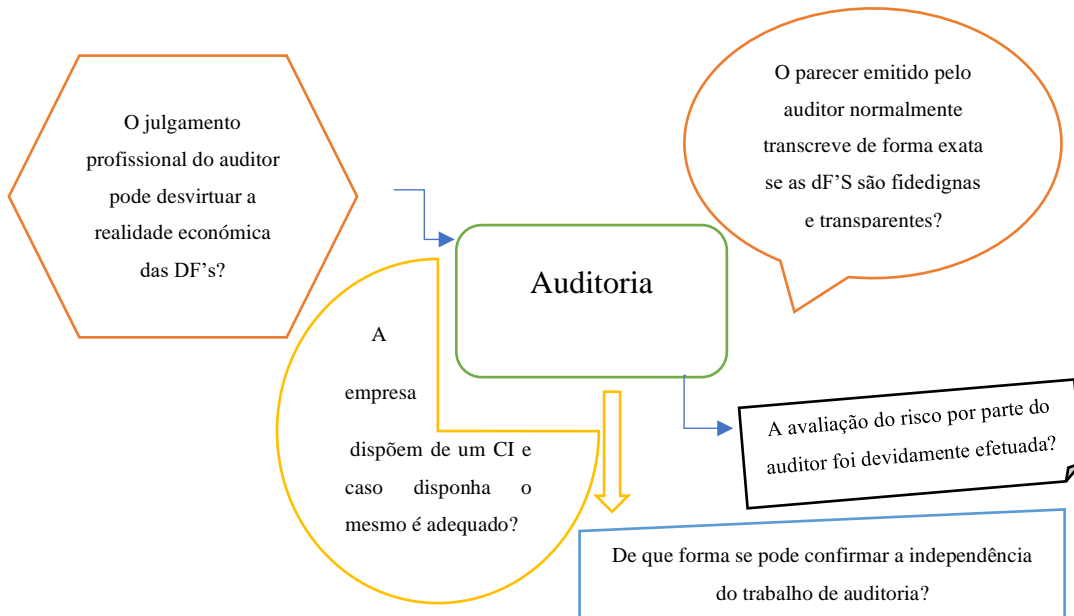 O julgamento
profissional do auditor
pode desvirtuar a
realidade económica
das DF’s?
O parecer emitido pelo
auditor normalmente
transcreve de forma exata
se as dF’S são fidedignas
e transparentes?
Auditoria
A
empresa
dispõem de um CI e
caso disponha o
mesmo é adequado?
A avaliação do risco por parte do
auditor foi devidamente efetuada?
De que forma se pode confirmar a independência
do trabalho de auditoria?